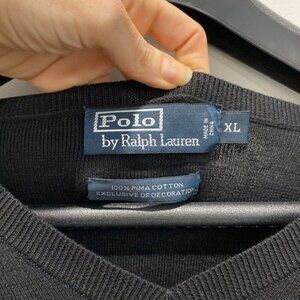 Polo
by Ralph Lauren
MADE IN
CHINA
XL
100% PIMA COTTON
EXCLUSIVE OF DECORATION